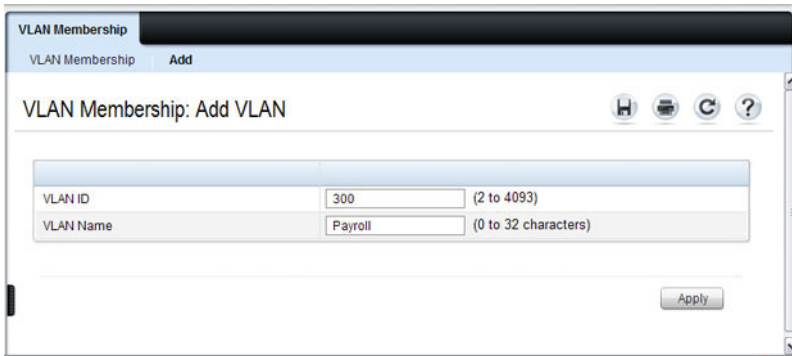 VLAN Membership
VLAN Membership Add
VLAN Membership: Add VLAN
VLAN ID 300 (2 to 4093)
VLAN Name Payroll (0 to 32 characters)
Apply